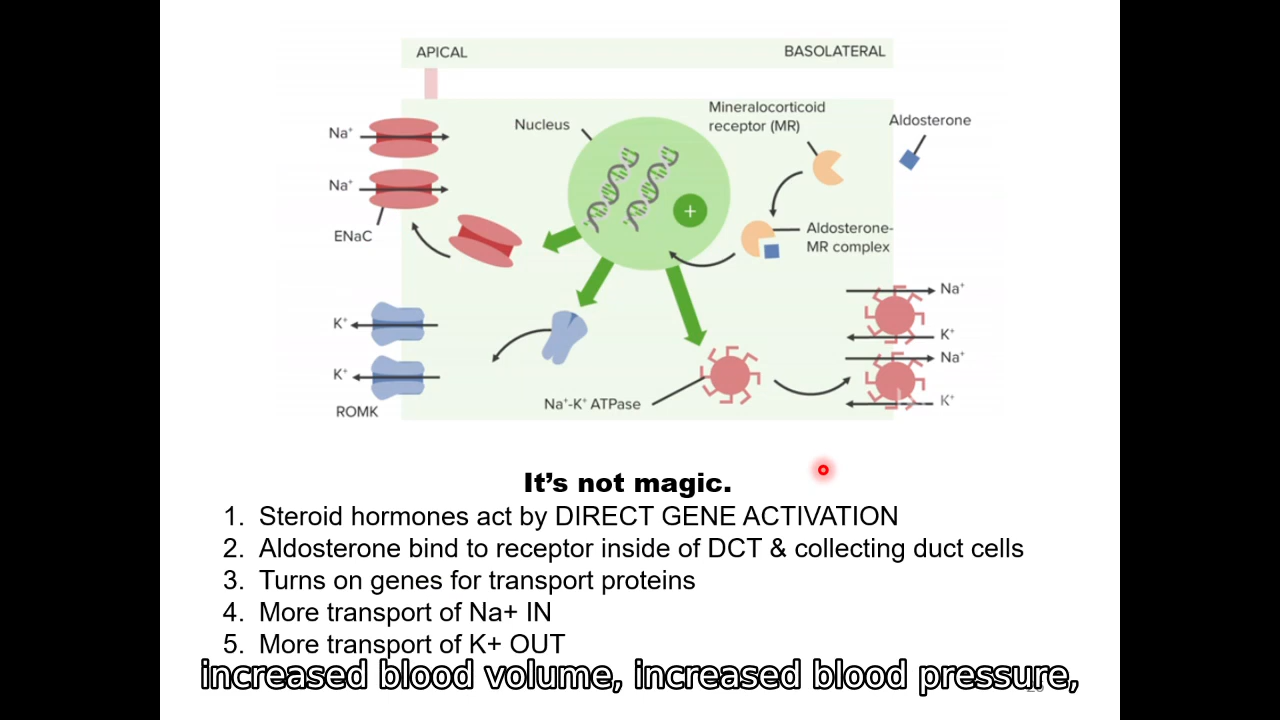 APICAL
BASOLATERAL
Mineralocorticoid
receptor (MR)
Aldosterone
Nucleus
Na⁺
Na⁺
ENaC
+
Aldosterone-
MR complex
Na⁺
K⁺
Na⁺
K⁺
K⁺
K⁺
ROMK
Na⁺-K⁺ ATPase
It’s not magic.
1. Steroid hormones act by DIRECT GENE ACTIVATION
2. Aldosterone bind to receptor inside of DCT & collecting duct cells
3. Turns on genes for transport proteins
4. More transport of Na+ IN
5. More transport of K+ OUT
increased blood volume, increased blood pressure,